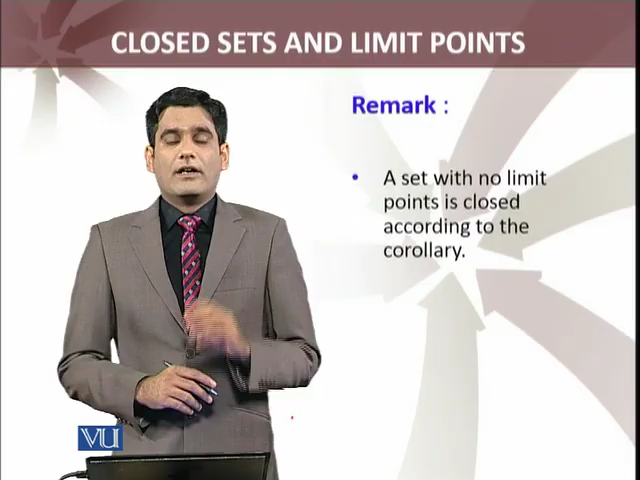 CLOSED SETS AND LIMIT POINTS
Remark :
• A set with no limit
points is closed
according to the
corollary.
VU